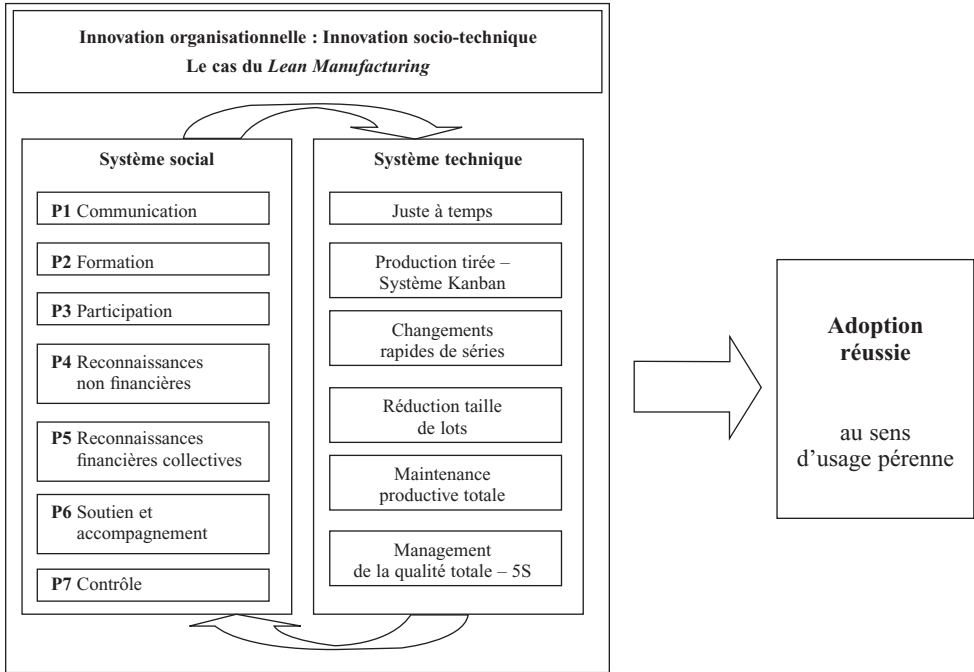 Innovation organisationnelle : Innovation socio-technique
Le cas du Lean Manufacturing
Système social
P1 Communication
P2 Formation
P3 Participation
P4 Reconnaissances
non financières
P5 Reconnaissances
financières collectives
P6 Soutien et
accompagnement
P7 Contrôle
Système technique
Juste à temps
Production tirée –
Système Kanban
Changements
rapides de séries
Réduction taille
de lots
Maintenance
productive totale
Management
de la qualité totale – 5S
Adoption
réussie
au sens
d’usage pérenne